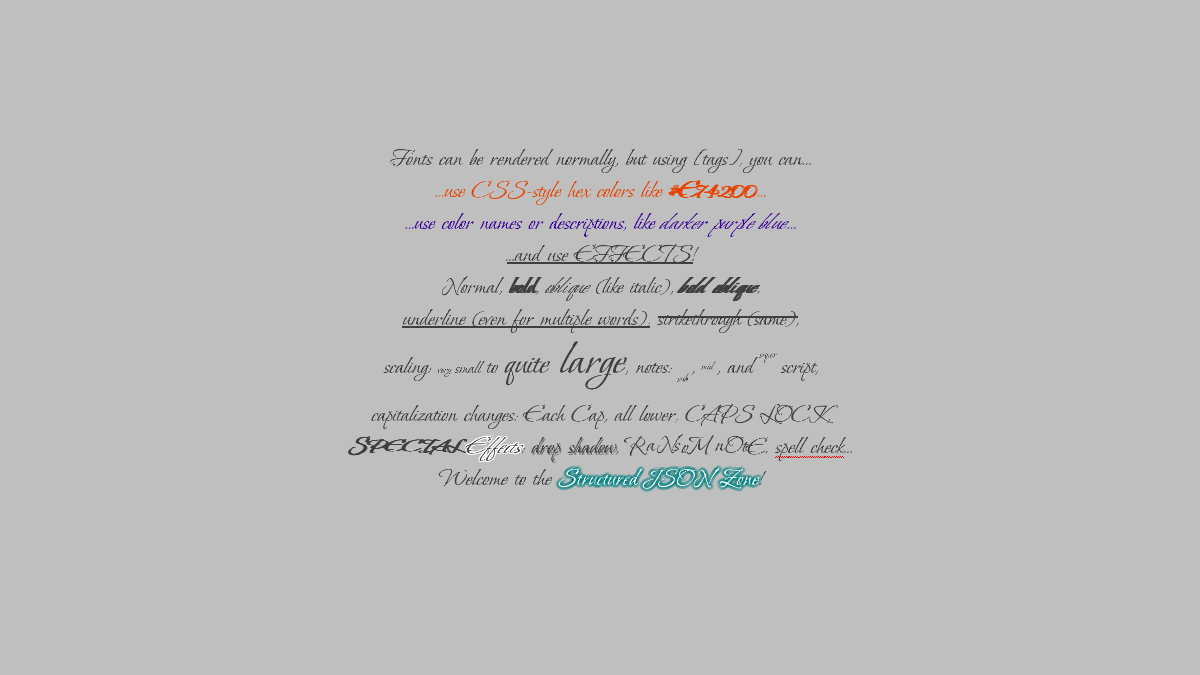 Fonts can be rendered normally, but using [tags], you can...
...use CSS-style hex colors like #E74200...
...use color names or descriptions, like darker purple blue...
...and use EFFECTS!
Normal, bold, oblique (like italic), bold oblique,
underline (even for multiple words), strikethrough (same),
scaling: very small to quite large, notes: sub, mid, and super script,
capitalization changes: Each Cap, all lower, CAPS LOCK,
SPECIAL Effects: drop shadow, RaNsoM nOtE, spell check...
Welcome to the Structured JSON Zone!